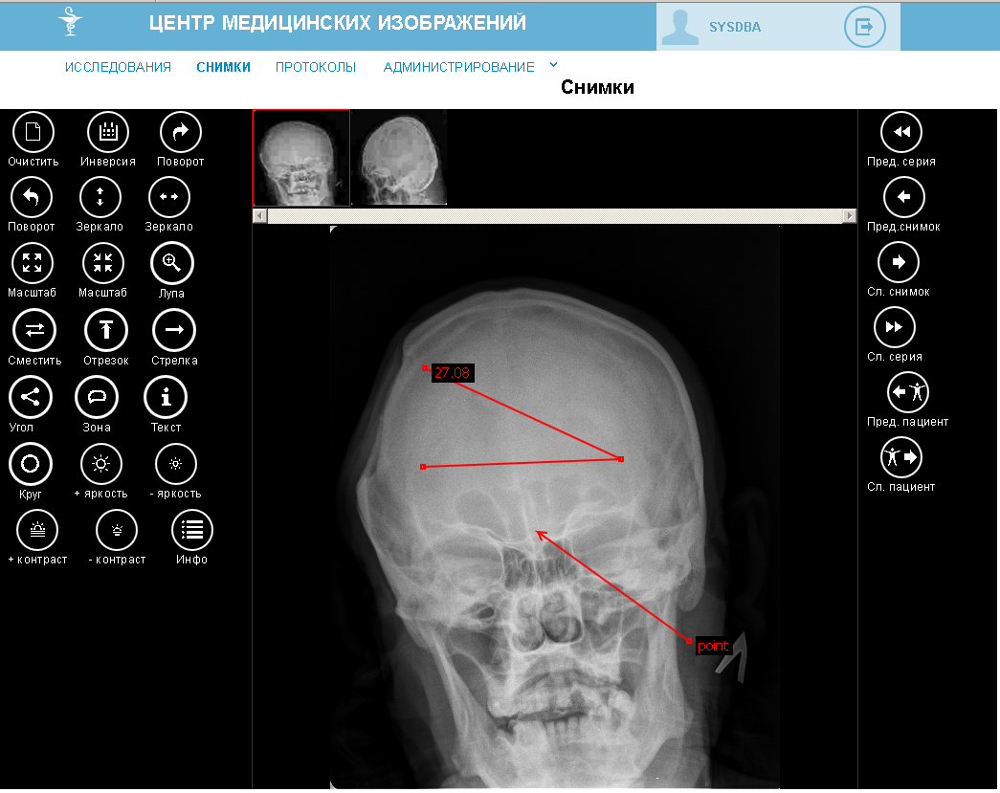 ЦЕНТР МЕДИЦИНСКИХ ИЗОБРАЖЕНИЙ
SYSDBA
ИССЛЕДОВАНИЯ СНИМКИ ПРОТОКОЛЫ АДМИНИСТРИРОВАНИЕ
Снимки
Очистить Инверсия Поворот
Поворот Зеркало Зеркало
Масштаб Масштаб Лупа
Сместить Отрезок Стрелка
Угол Зона Текст
Круг + яркость - яркость
+ контраст - контраст Инфо
27.08
point
Пред. серия
Пред.снимок
Сл. снимок
Сл. серия
Пред. пациент
Сл. пациент